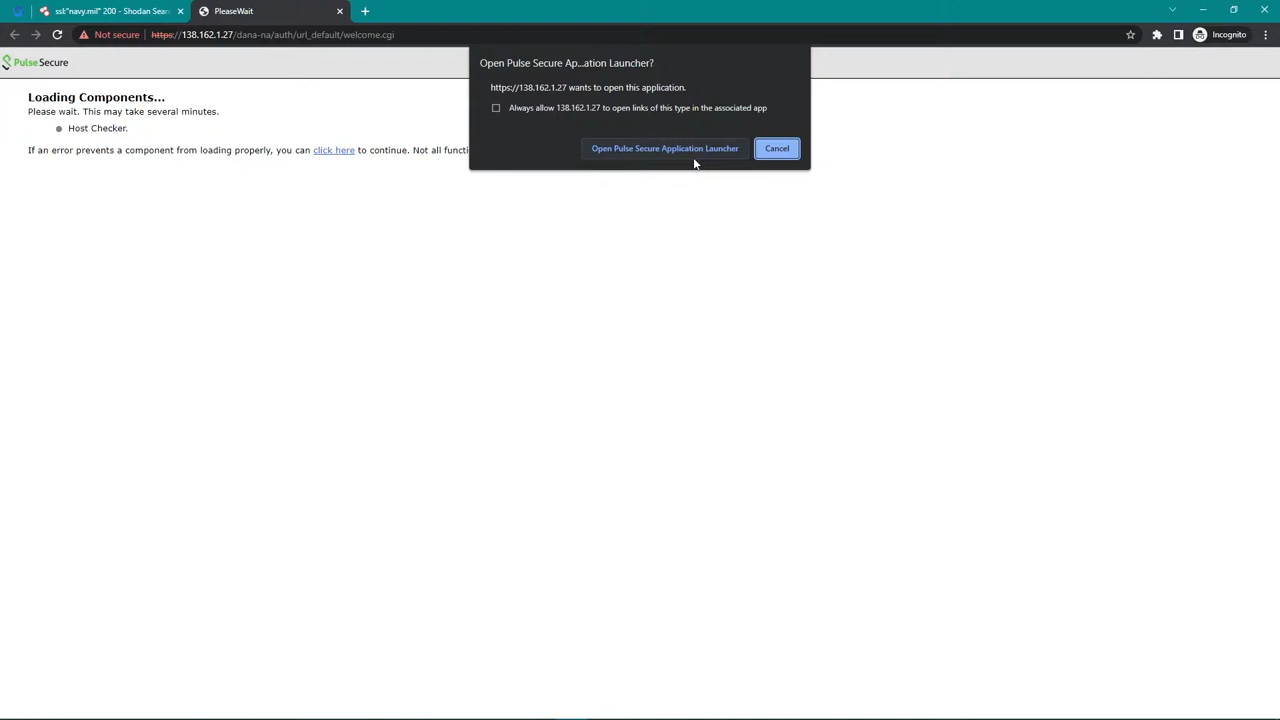 ssl:"navy.mil" 200 - Shodan Sear
PleaseWait
Not secure
https://138.162.1.27/dana-na/auth/url_default/welcome.cgi
Incognito
PulseSecure
Loading Components...
Please wait. This may take several minutes.
Host Checker.
If an error prevents a component from loading properly, you can click here to continue. Not all functi
Open Pulse Secure Ap...ation Launcher?
https://138.162.1.27 wants to open this application.
Always allow 138.162.1.27 to open links of this type in the associated app
Open Pulse Secure Application Launcher
Cancel